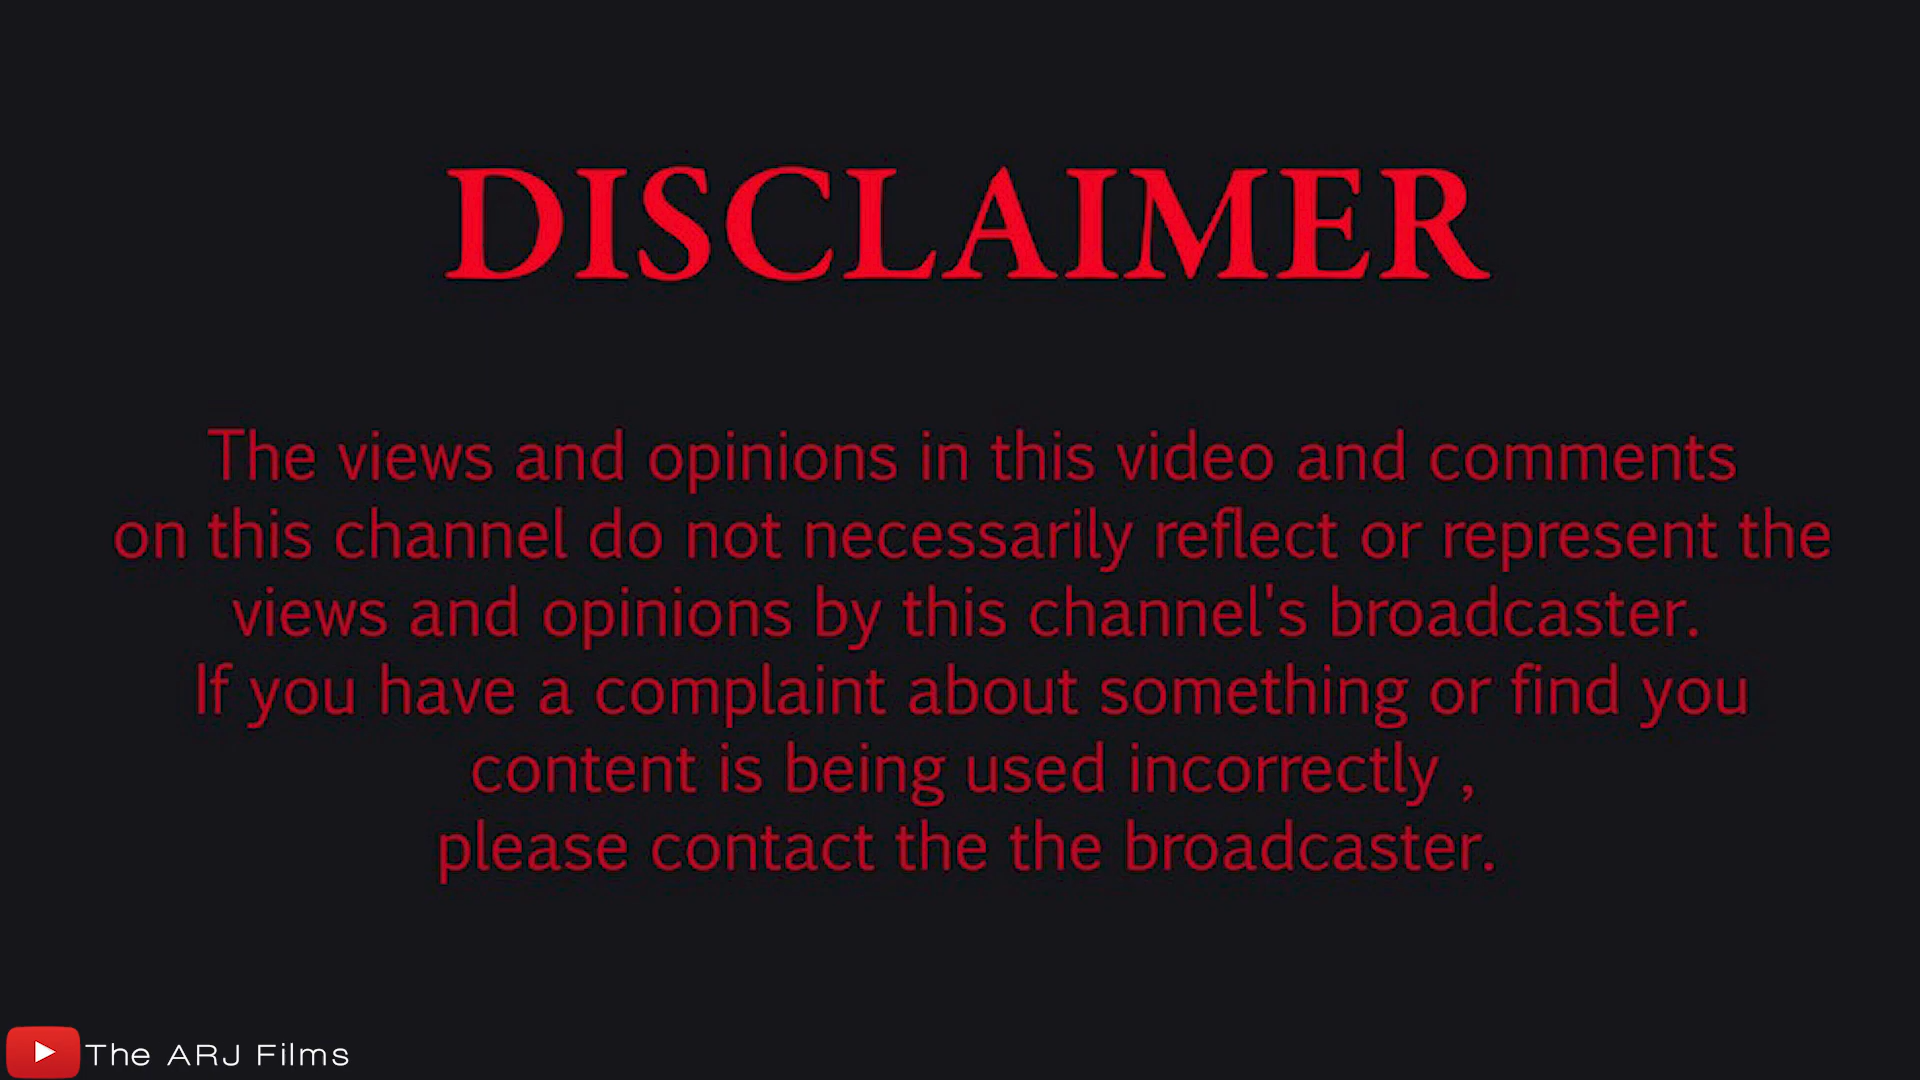 DISCLAIMER
The views and opinions in this video and comments
on this channel do not necessarily reflect or represent the
views and opinions by this channel's broadcaster.
If you have a complaint about something or find you
content is being used incorrectly ,
please contact the the broadcaster.
The ARJ Films